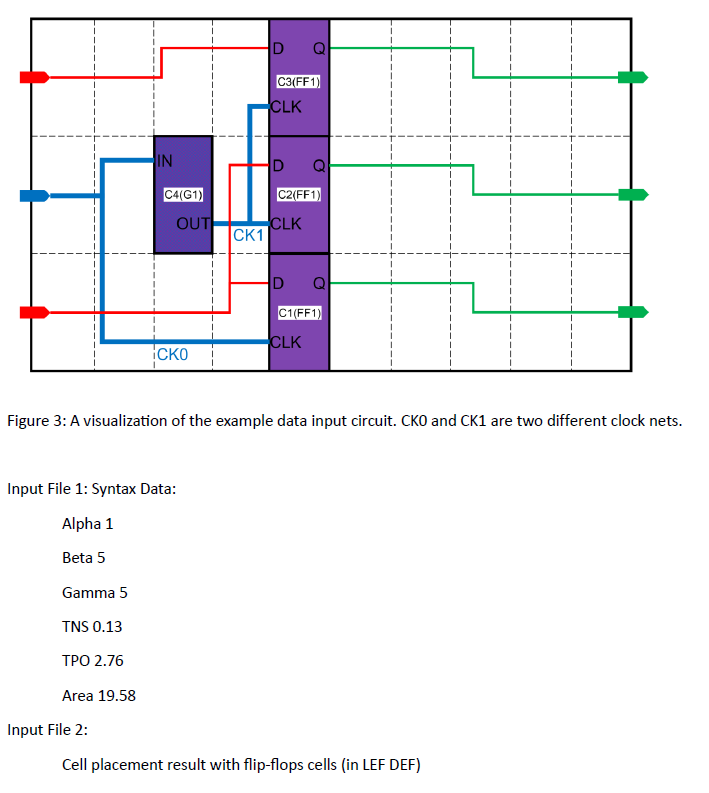 D Q
C3(FF1)
CLK
IN
D Q
C4(G1)
C2(FF1)
OUT
CLK
CK1
D Q
C1(FF1)
CLK
CK0
Figure 3: A visualization of the example data input circuit. CK0 and CK1 are two different clock nets.
Input File 1: Syntax Data:
Alpha 1
Beta 5
Gamma 5
TNS 0.13
TPO 2.76
Area 19.58
Input File 2:
Cell placement result with flip-flops cells (in LEF DEF)